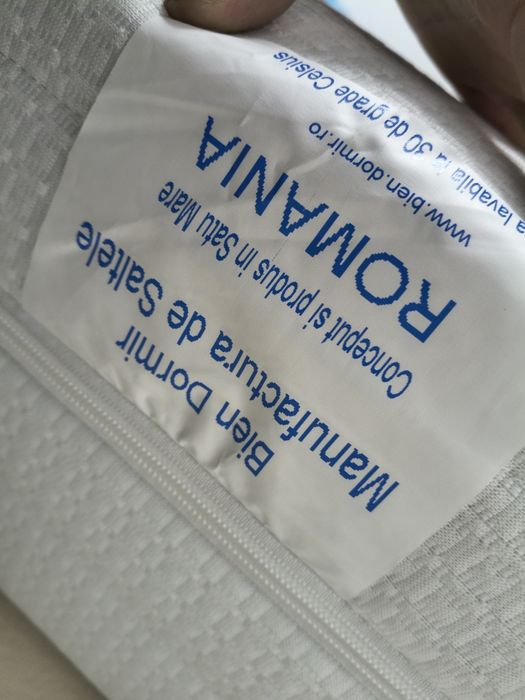 Bien Dormir
Manufactura de Saltele
Conceput si produs in Satu Mare
ROMANIA
www.bien.dormir.ro
lavabila la 30 de grade Celsius